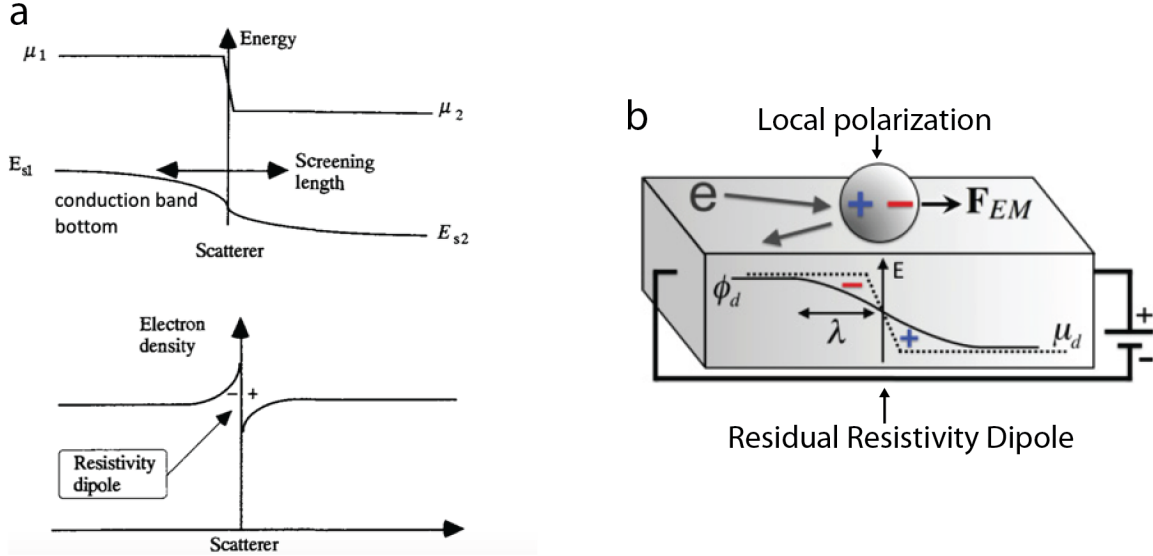 a
Energy
μ1
μ2
Es1
Screening
length
conduction band
bottom
Es2
Scatterer
Electron
density
− +
Resistivity
dipole
Scatterer
b
Local polarization
e
+ −
FEM
E
ϕd
−
λ
+
μd
+
−
Residual Resistivity Dipole